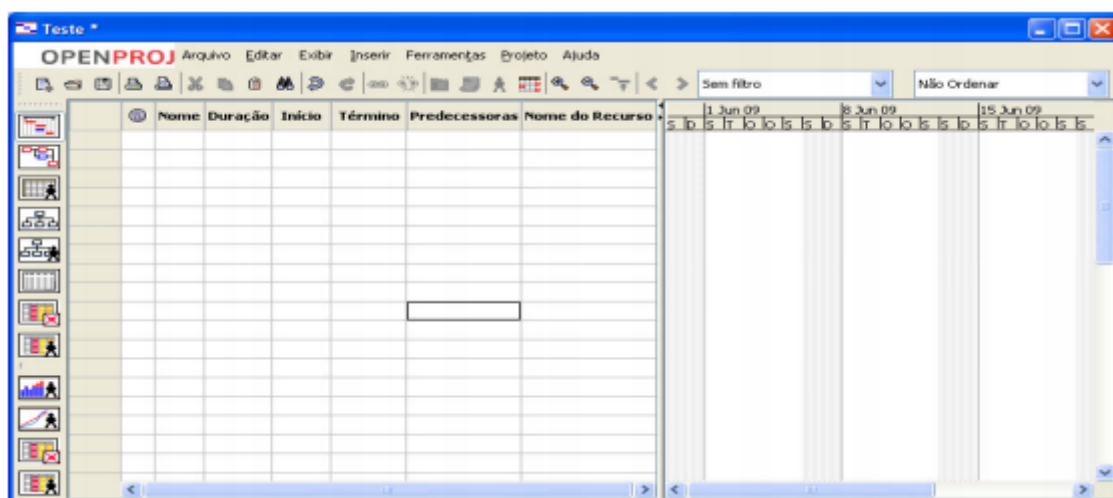 Teste *
OPENPROJ Arquivo Editar Exibir Inserir Ferramentas Projeto Ajuda
Sem filtro Não Ordenar
Nome Duração Início Término Predecessoras Nome do Recurso
1 Jun 09 8 Jun 09 15 Jun 09
S D S T Q Q S S D S T Q Q S S D S T Q Q S S